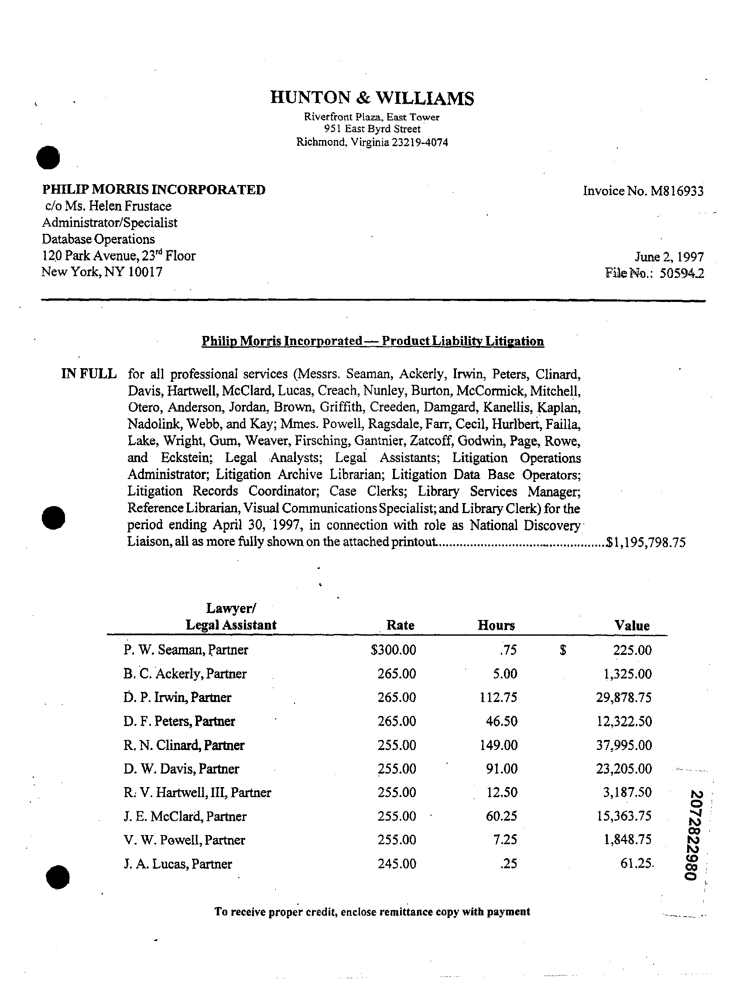 HUNTON & WILLIAMS
Riverfront Plaza, East Tower
951 East Byrd Street
Richmond, Virginia 23219-4074
PHILIP MORRIS INCORPORATED Invoice No. M816933
c/o Ms. Helen Frustace
Administrator/Specialist
Database Operations
120 Park Avenue, 23rd Floor June 2, 1997
New York, NY 10017 File No.: 50594.2
Philip Morris Incorporated — Product Liability Litigation
IN FULL for all professional services (Messrs. Seaman, Ackerly, Irwin, Peters, Clinard,
Davis, Hartwell, McClard, Lucas, Creach, Nunley, Burton, McCormick, Mitchell,
Otero, Anderson, Jordan, Brown, Griffith, Creeden, Damgard, Kanellis, Kaplan,
Nadolink, Webb, and Kay; Mmes. Powell, Ragsdale, Farr, Cecil, Hurlbert, Failla,
Lake, Wright, Gum, Weaver, Firsching, Gantnier, Zatcoff, Godwin, Page, Rowe,
and Eckstein; Legal Analysts; Legal Assistants; Litigation Operations
Administrator; Litigation Archive Librarian; Litigation Data Base Operators;
Litigation Records Coordinator; Case Clerks; Library Services Manager;
Reference Librarian, Visual Communications Specialist; and Library Clerk) for the
period ending April 30, 1997, in connection with role as National Discovery
Liaison, all as more fully shown on the attached printout..................................................$1,195,798.75
Lawyer/
Legal Assistant Rate Hours Value
P. W. Seaman, Partner $300.00 .75 $ 225.00
B. C. Ackerly, Partner 265.00 5.00 1,325.00
D. P. Irwin, Partner 265.00 112.75 29,878.75
D. F. Peters, Partner 265.00 46.50 12,322.50
R. N. Clinard, Partner 255.00 149.00 37,995.00
D. W. Davis, Partner 255.00 91.00 23,205.00
R. V. Hartwell, III, Partner 255.00 12.50 3,187.50
J. E. McClard, Partner 255.00 60.25 15,363.75
V. W. Powell, Partner 255.00 7.25 1,848.75
J. A. Lucas, Partner 245.00 .25 61.25
2072822980
To receive proper credit, enclose remittance copy with payment